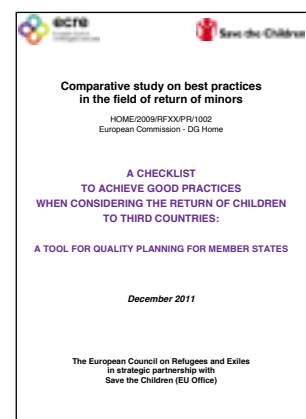 ecre
Save the Children
Comparative study on best practices
in the field of return of minors
HOME/2009/RFXX/PR/1002
European Commission - DG Home
A CHECKLIST
TO ACHIEVE GOOD PRACTICES
WHEN CONSIDERING THE RETURN OF CHILDREN
TO THIRD COUNTRIES:
A TOOL FOR QUALITY PLANNING FOR MEMBER STATES
December 2011
The European Council on Refugees and Exiles
in strategic partnership with
Save the Children (EU Office)